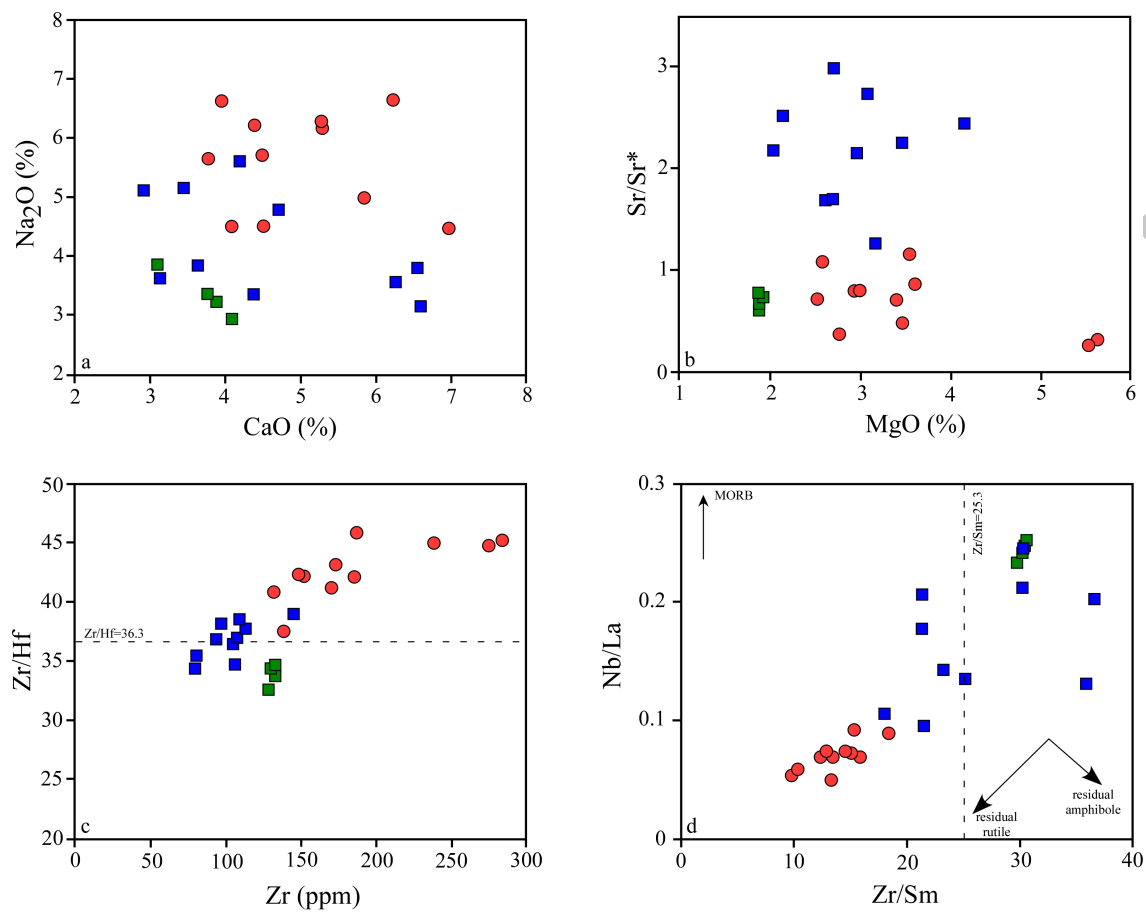 8
7
6
5
4
3
2
Na2O (%)
a
2
3
4
5
6
7
8
CaO (%)
3
2
1
0
Sr/Sr*
b
1
2
3
4
5
6
MgO (%)
50
45
40
35
30
25
20
Zr/Hf
Zr/Hf=36.3
c
0
50
100
150
200
250
300
Zr (ppm)
0.3
0.2
0.1
0
Nb/La
MORB
Zr/Sm=25.3
residual
amphibole
residual
rutile
d
0
10
20
30
40
Zr/Sm